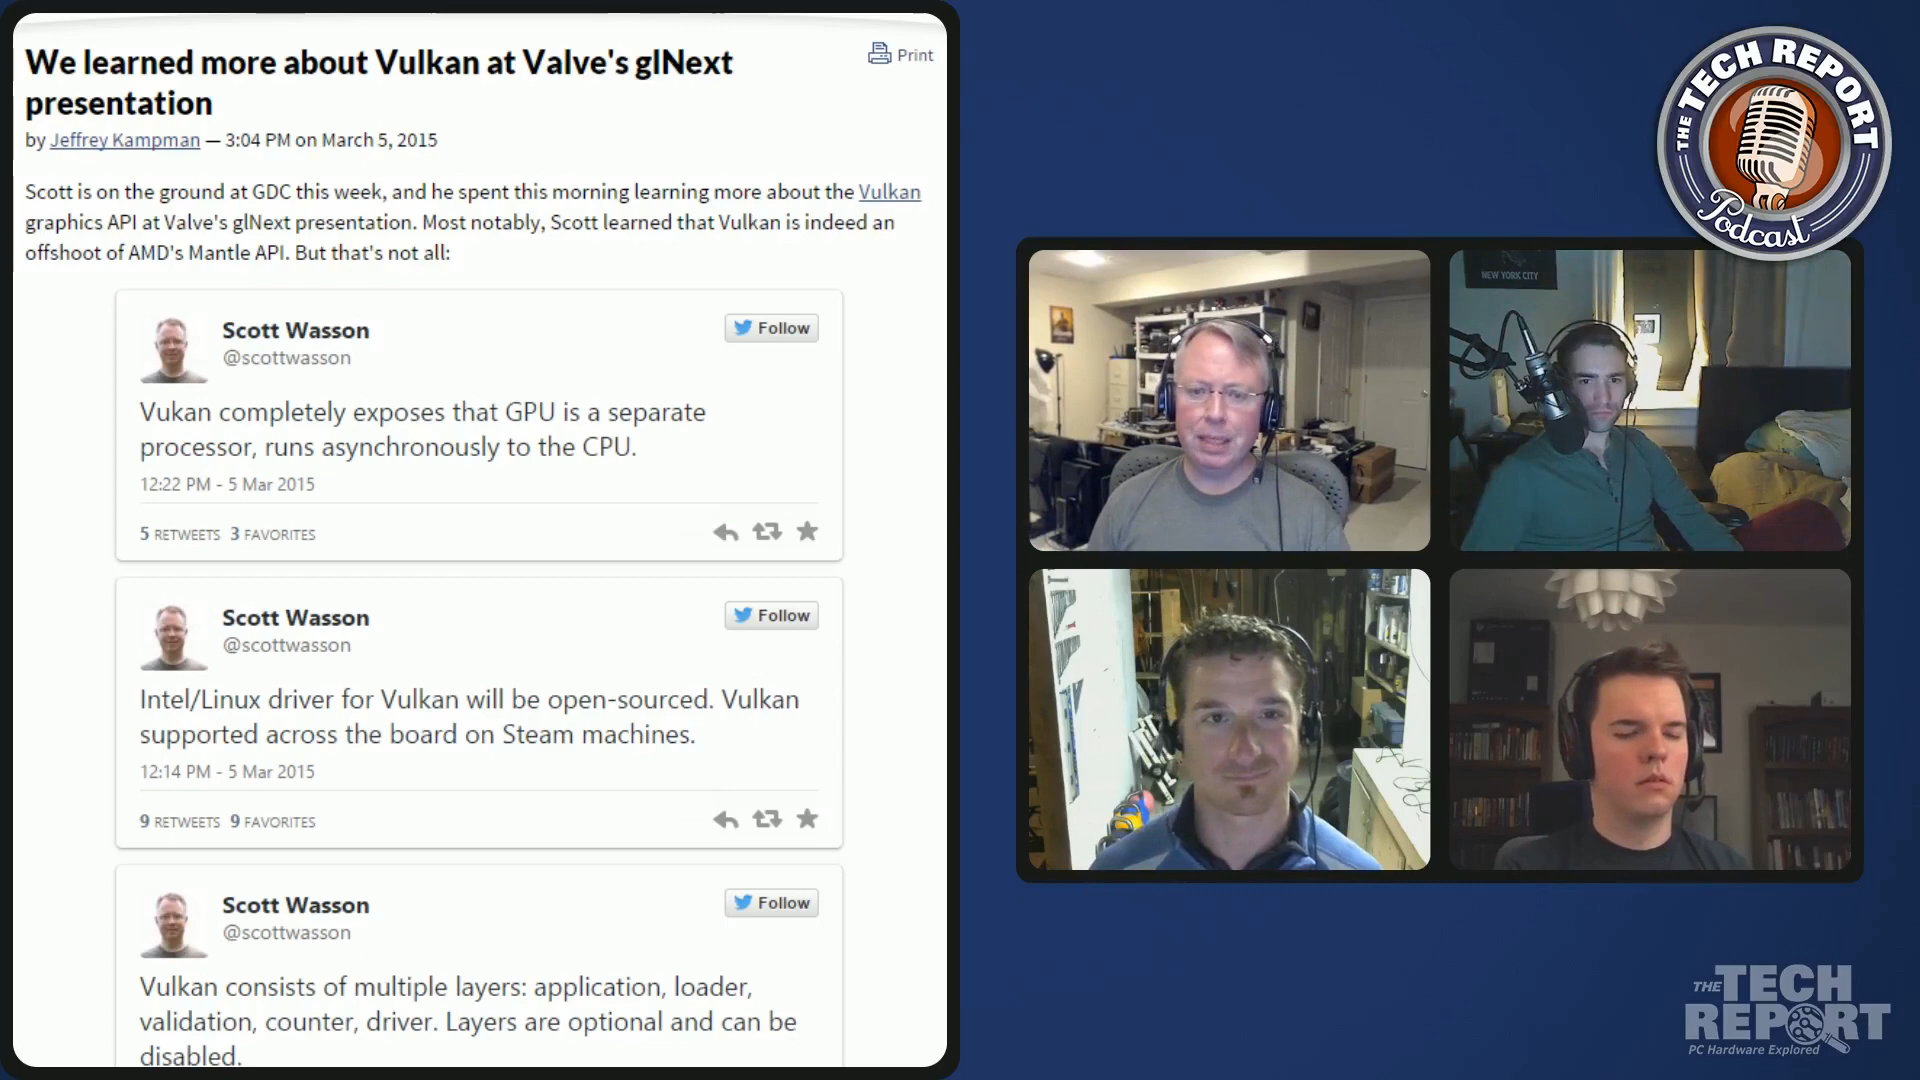 We learned more about Vulkan at Valve's glNext
presentation
Print
by Jeffrey Kampman — 3:04 PM on March 5, 2015
Scott is on the ground at GDC this week, and he spent this morning learning more about the Vulkan
graphics API at Valve's glNext presentation. Most notably, Scott learned that Vulkan is indeed an
offshoot of AMD's Mantle API. But that's not all:
Scott Wasson
@scottwasson
Follow
Vukan completely exposes that GPU is a separate
processor, runs asynchronously to the CPU.
12:22 PM - 5 Mar 2015
5 RETWEETS 3 FAVORITES
Scott Wasson
@scottwasson
Follow
Intel/Linux driver for Vulkan will be open-sourced. Vulkan
supported across the board on Steam machines.
12:14 PM - 5 Mar 2015
9 RETWEETS 9 FAVORITES
Scott Wasson
@scottwasson
Follow
Vulkan consists of multiple layers: application, loader,
validation, counter, driver. Layers are optional and can be
disabled.
THE TECH REPORT
Podcast
NEW YORK CITY
THE TECH
REPORT
PC Hardware Explored